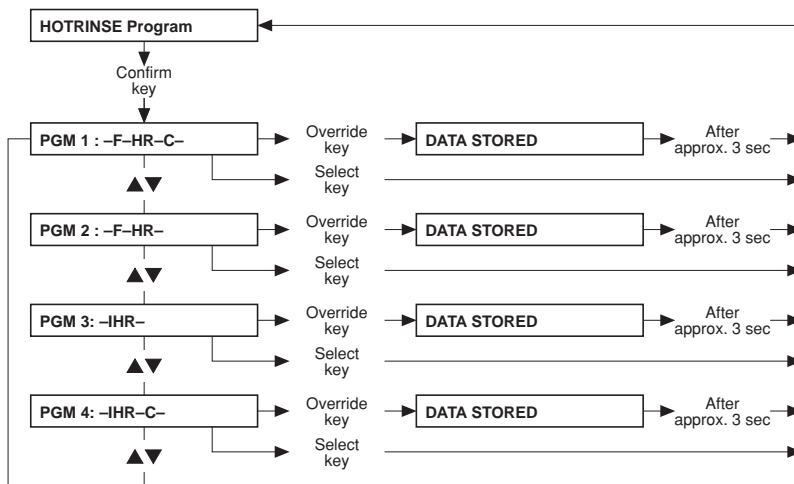 HOTRINSE Program
Confirm
key
PGM 1 : –F–HR–C–
Override
key
DATA STORED
After
approx. 3 sec
Select
key
▲▼
PGM 2 : –F–HR–
Override
key
DATA STORED
After
approx. 3 sec
Select
key
▲▼
PGM 3: –IHR–
Override
key
DATA STORED
After
approx. 3 sec
Select
key
▲▼
PGM 4: –IHR–C–
Override
key
DATA STORED
After
approx. 3 sec
Select
key
▲▼